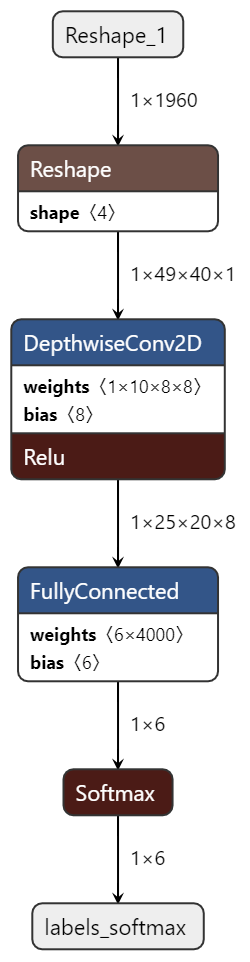 Reshape_1
1×1960
Reshape
shape〈4〉
1×49×40×1
DepthwiseConv2D
weights〈1×10×8×8〉
bias〈8〉
Relu
1×25×20×8
FullyConnected
weights〈6×4000〉
bias〈6〉
1×6
Softmax
1×6
labels_softmax